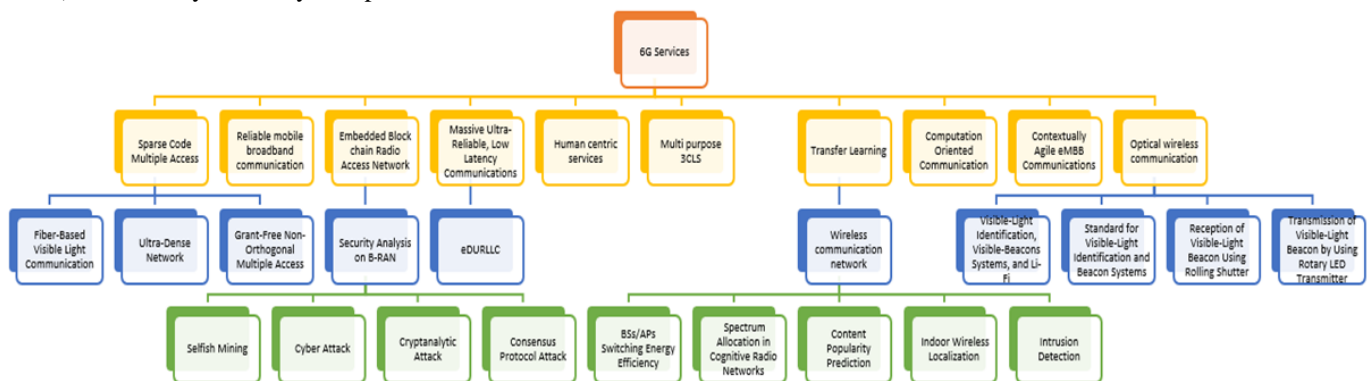 6G Services
Sparse Code
Multiple Access
Reliable mobile
broadband
communication
Embedded Block
chain Radio
Access Network
Massive Ultra-
Reliable, Low
Latency
Communications
Human centric
services
Multi purpose
3CLS
Transfer Learning
Computation
Oriented
Communication
Contextually
Agile eMBB
Communications
Optical wireless
communication
Fiber-Based
Visible Light
Communication
Ultra-Dense
Network
Grant-Free Non-
Orthogonal
Multiple Access
Security Analysis
on B-RAN
eDURLLC
Wireless
communication
network
Visible-Light
Identification,
Visible-Beacons
Systems, and Li-
Fi
Standard for
Visible-Light
Identification and
Beacon Systems
Reception of
Visible-Light
Beacon Using
Rolling Shutter
Transmission of
Visible-Light
Beacon by Using
Rotary LED
Transmitter
Selfish Mining
Cyber Attack
Cryptanalytic
Attack
Consensus
Protocol Attack
BSs/APs
Switching Energy
Efficiency
Spectrum
Allocation in
Cognitive Radio
Networks
Content
Popularity
Prediction
Indoor Wireless
Localization
Intrusion
Detection